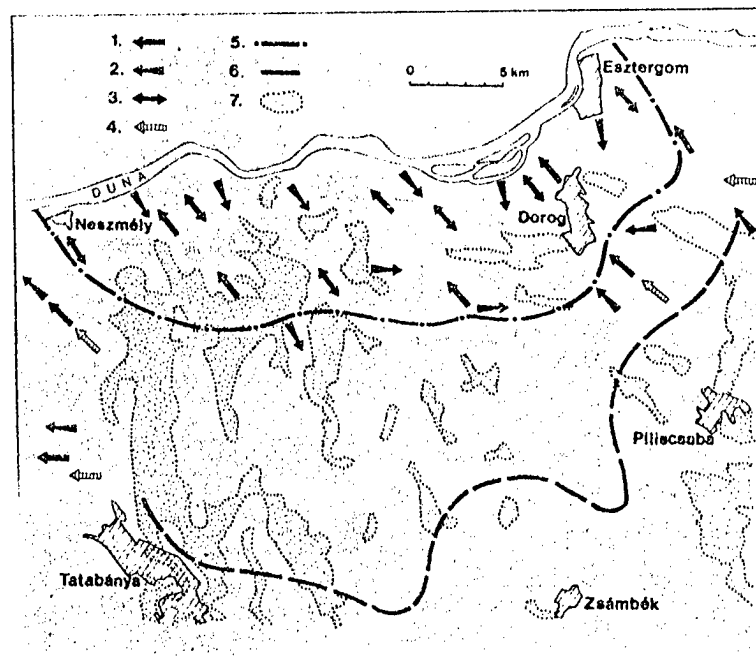 1.
2.
3.
4.
5.
6.
7.
0 5 km
Esztergom
DUNA
Neszmély
Dorog
Piliscsaba
Tatabánya
Zsámbék